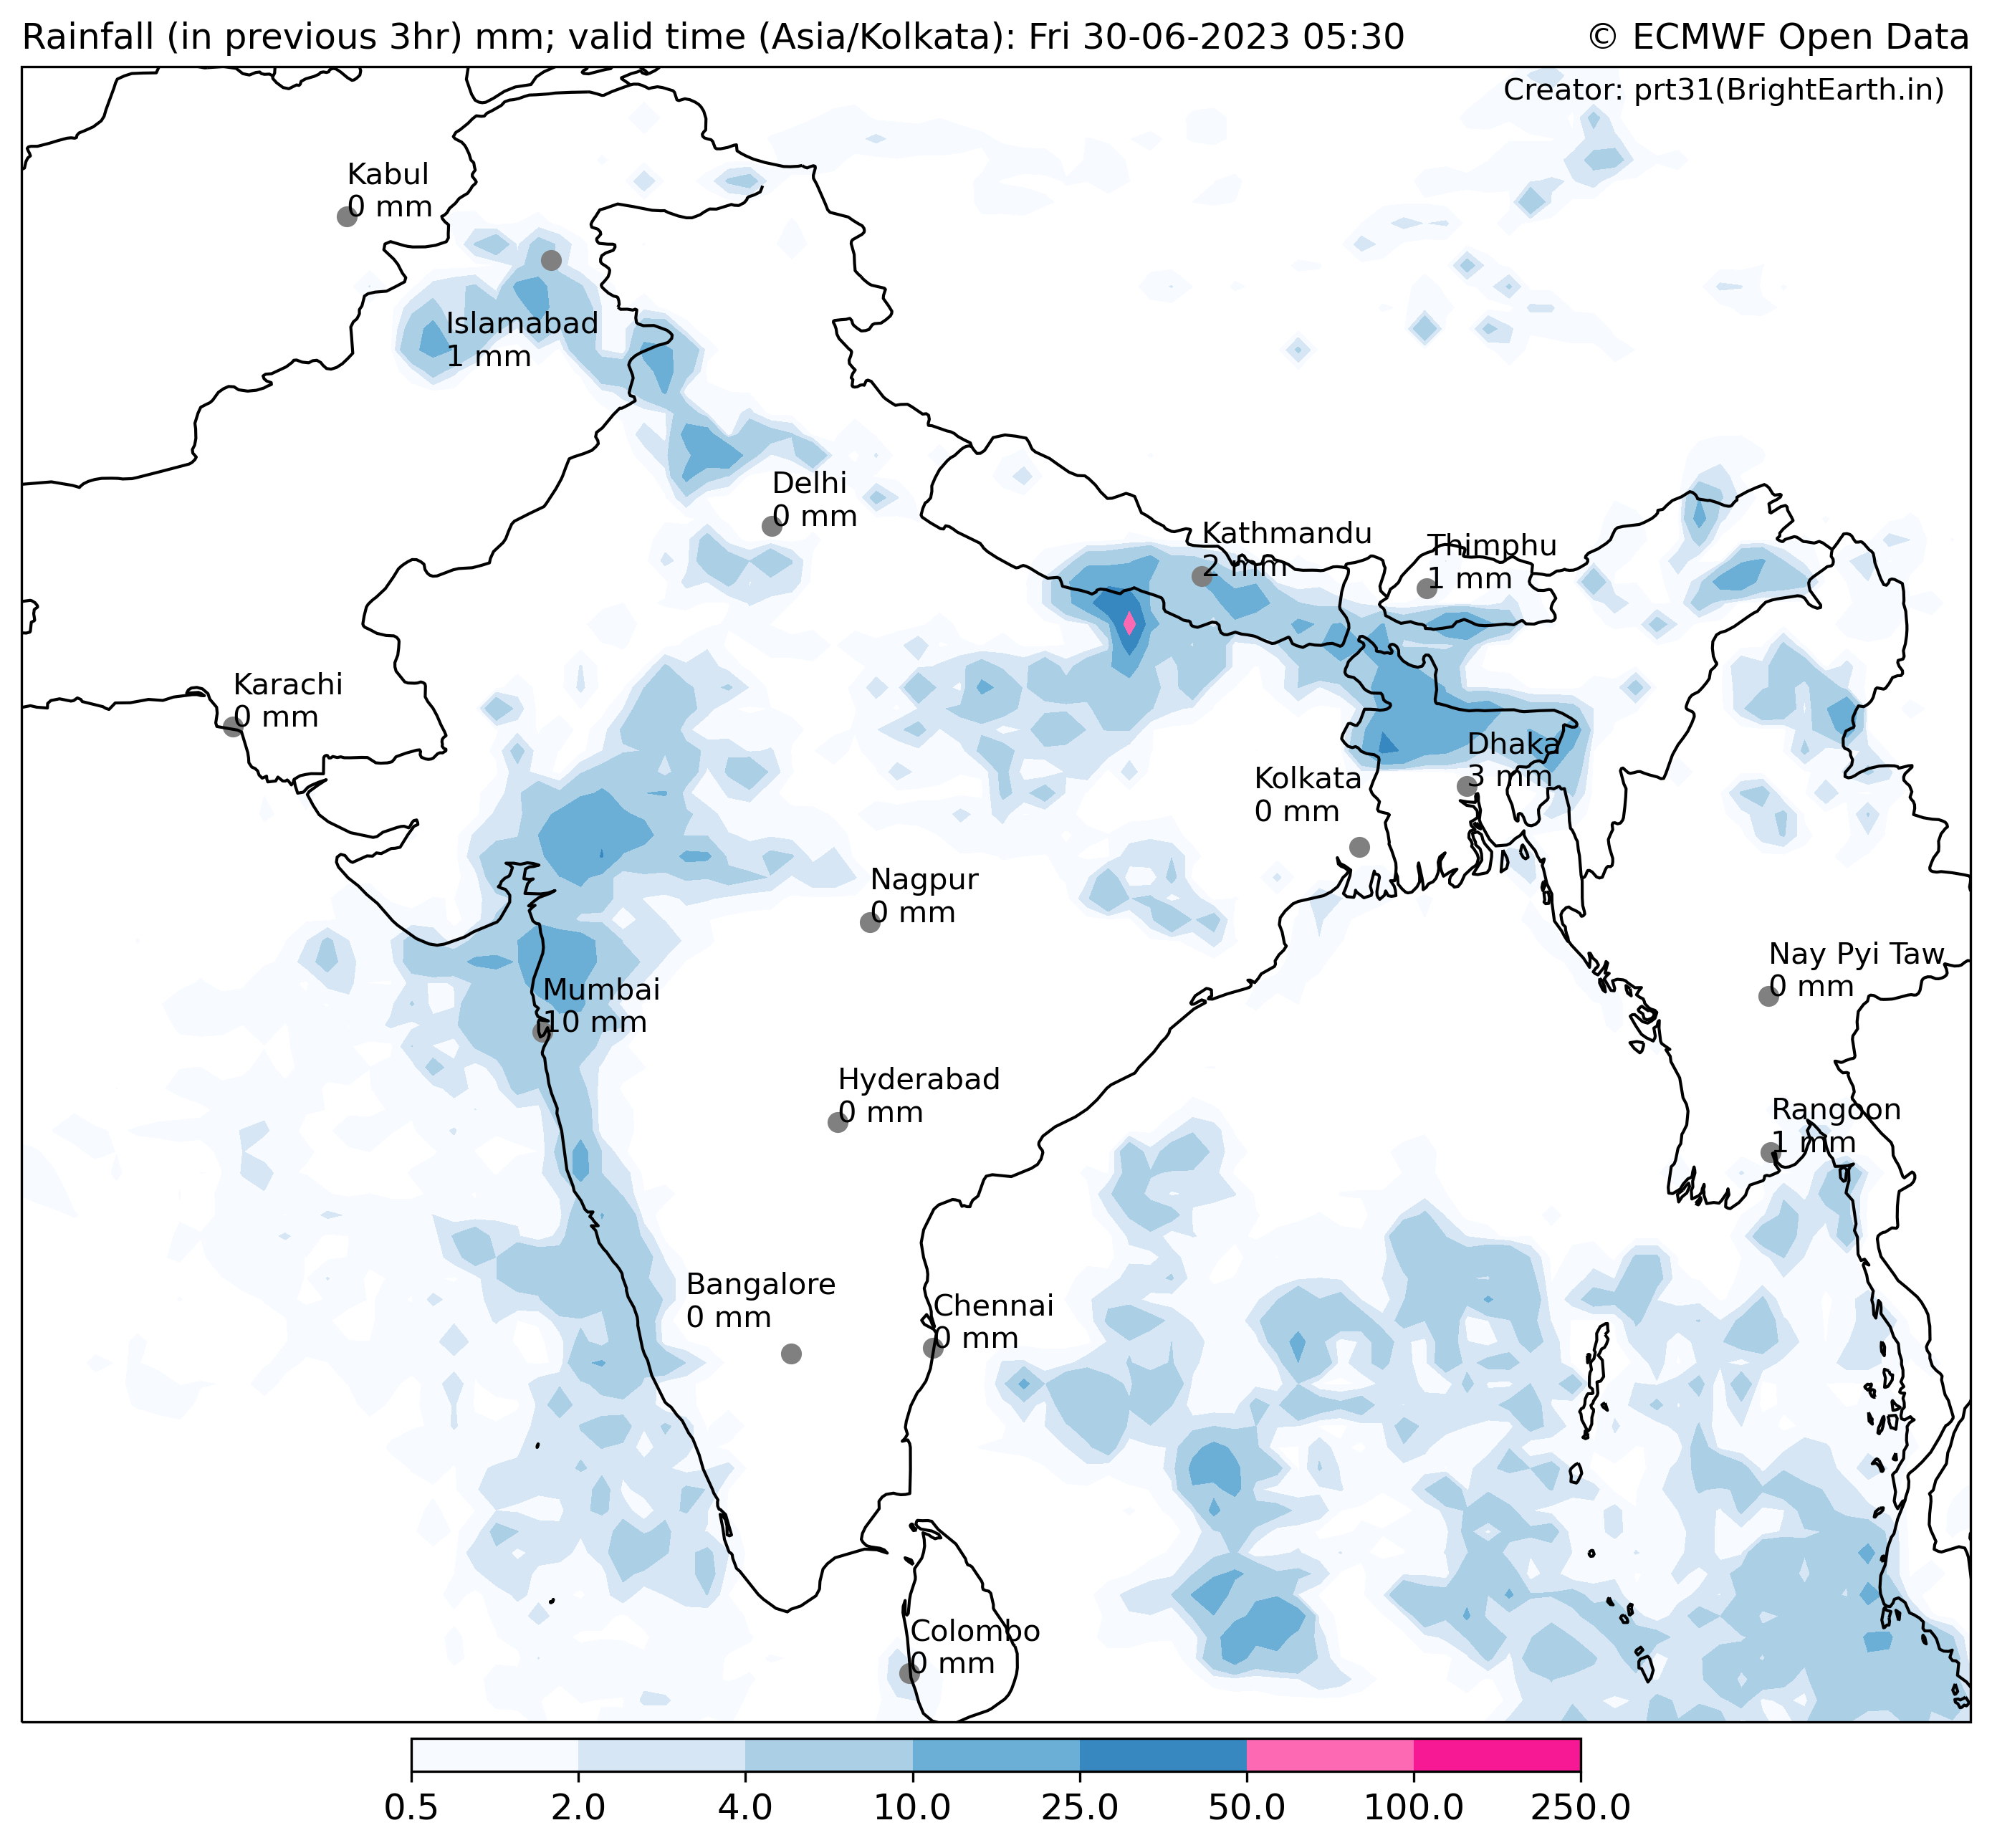 Rainfall (in previous 3hr) mm; valid time (Asia/Kolkata): Fri 30-06-2023 05:30
© ECMWF Open Data
Creator: prt31(BrightEarth.in)
Kabul
0 mm
Islamabad
1 mm
Delhi
0 mm
Kathmandu
2 mm
Thimphu
1 mm
Karachi
0 mm
Dhaka
3 mm
Kolkata
0 mm
Nagpur
0 mm
Nay Pyi Taw
0 mm
Mumbai
10 mm
Hyderabad
0 mm
Rangoon
1 mm
Bangalore
0 mm
Chennai
0 mm
Colombo
0 mm
0.5 2.0 4.0 10.0 25.0 50.0 100.0 250.0